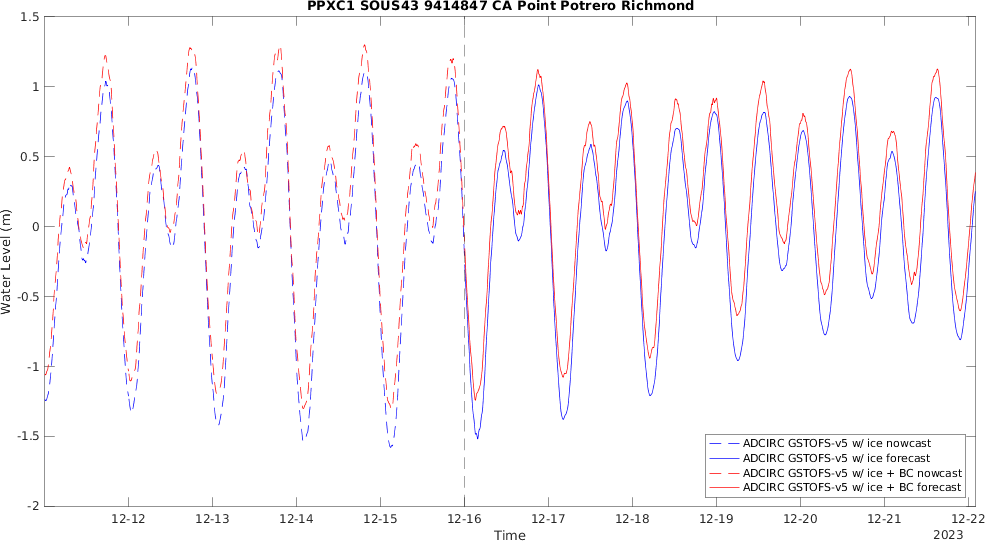 PPXC1 SOUS43 9414847 CA Point Potrero Richmond
1.5
1
0.5
0
-0.5
-1
-1.5
-2
Water Level (m)
12-12
12-13
12-14
12-15
12-16
12-17
12-18
12-19
12-20
12-21
12-22
Time
2023
ADCIRC GSTOFS-v5 w/ ice nowcast
ADCIRC GSTOFS-v5 w/ ice forecast
ADCIRC GSTOFS-v5 w/ ice + BC nowcast
ADCIRC GSTOFS-v5 w/ ice + BC forecast